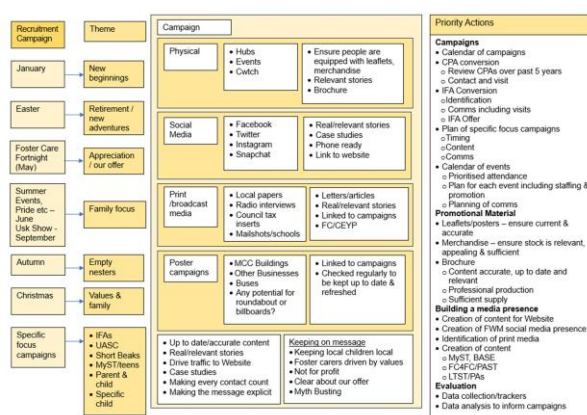 Recruitment
Campaign
Theme
January
New
beginnings
Easter
Retirement /
new
adventures
Foster Care
Fortnight
(May)
Appreciation
/ our offer
Summer
Events,
Pride etc –
June
Usk Show -
September
Family focus
Autumn
Empty
nesters
Christmas
Values &
family
Specific
focus
campaigns
• IFAs
• UASC
• Short Beaks
• MyST/teens
• Parent &
child
• Specific
child
Campaign
Physical
• Hubs
• Events
• Cwtch
• Ensure people are
equipped with leaflets,
merchandise
• Relevant stories
• Brochure
Social
Media
• Facebook
• Twitter
• Instagram
• Snapchat
• Real/relevant stories
• Case studies
• Phone ready
• Link to website
Print
/broadcast
media
• Local papers
• Radio interviews
• Council tax
inserts
• Mailshots/schools
• Letters/articles
• Real/relevant stories
• Linked to campaigns
• FC/CEYP
Poster
campaigns
• MCC Buildings
• Other Businesses
• Buses
• Any potential for
roundabout or
billboards?
• Linked to campaigns
• Checked regularly to
be kept up to date &
refreshed
• Up to date/accurate content
• Real/relevant stories
• Drive traffic to Website
• Case studies
• Making every contact count
• Making the message explicit
Keeping on message
• Keeping local children local
• Foster carers driven by values
• Not for profit
• Clear about our offer
• Myth Busting
Priority Actions
Campaigns
• Calendar of campaigns
• CPA conversion
o Review CPAs over past 5 years
o Contact and visit
• IFA Conversion
oIdentification
o Comms including visits
o IFA Offer
• Plan of specific focus campaigns
oTiming
oContent
oComms
• Calendar of events
o Prioritised attendance
o Plan for each event including staffing &
promotion
o Planning of comms
Promotional Material
• Leaflets/posters – ensure current &
accurate
• Merchandise – ensure stock is relevant,
appealing & sufficient
• Brochure
o Content accurate, up to date and
relevant
o Professional production
o Sufficient supply
Building a media presence
• Creation of content for Website
• Creation of FWM social media presence
• Identification of print media
• Creation of content
o MyST, BASE
o FC4FC/PAST
o LTST/PAs
Evaluation
• Data collection/trackers
• Data analysis to inform campaigns